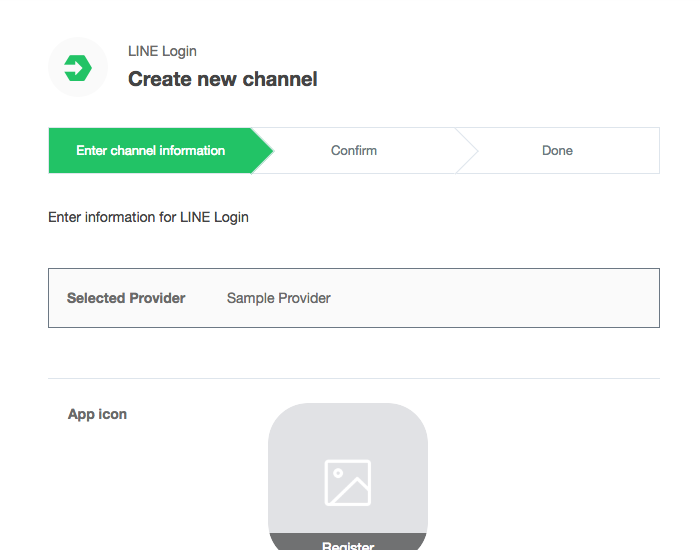 LINE Login
Create new channel
Enter channel information
Confirm
Done
Enter information for LINE Login
Selected Provider
Sample Provider
App icon
Register